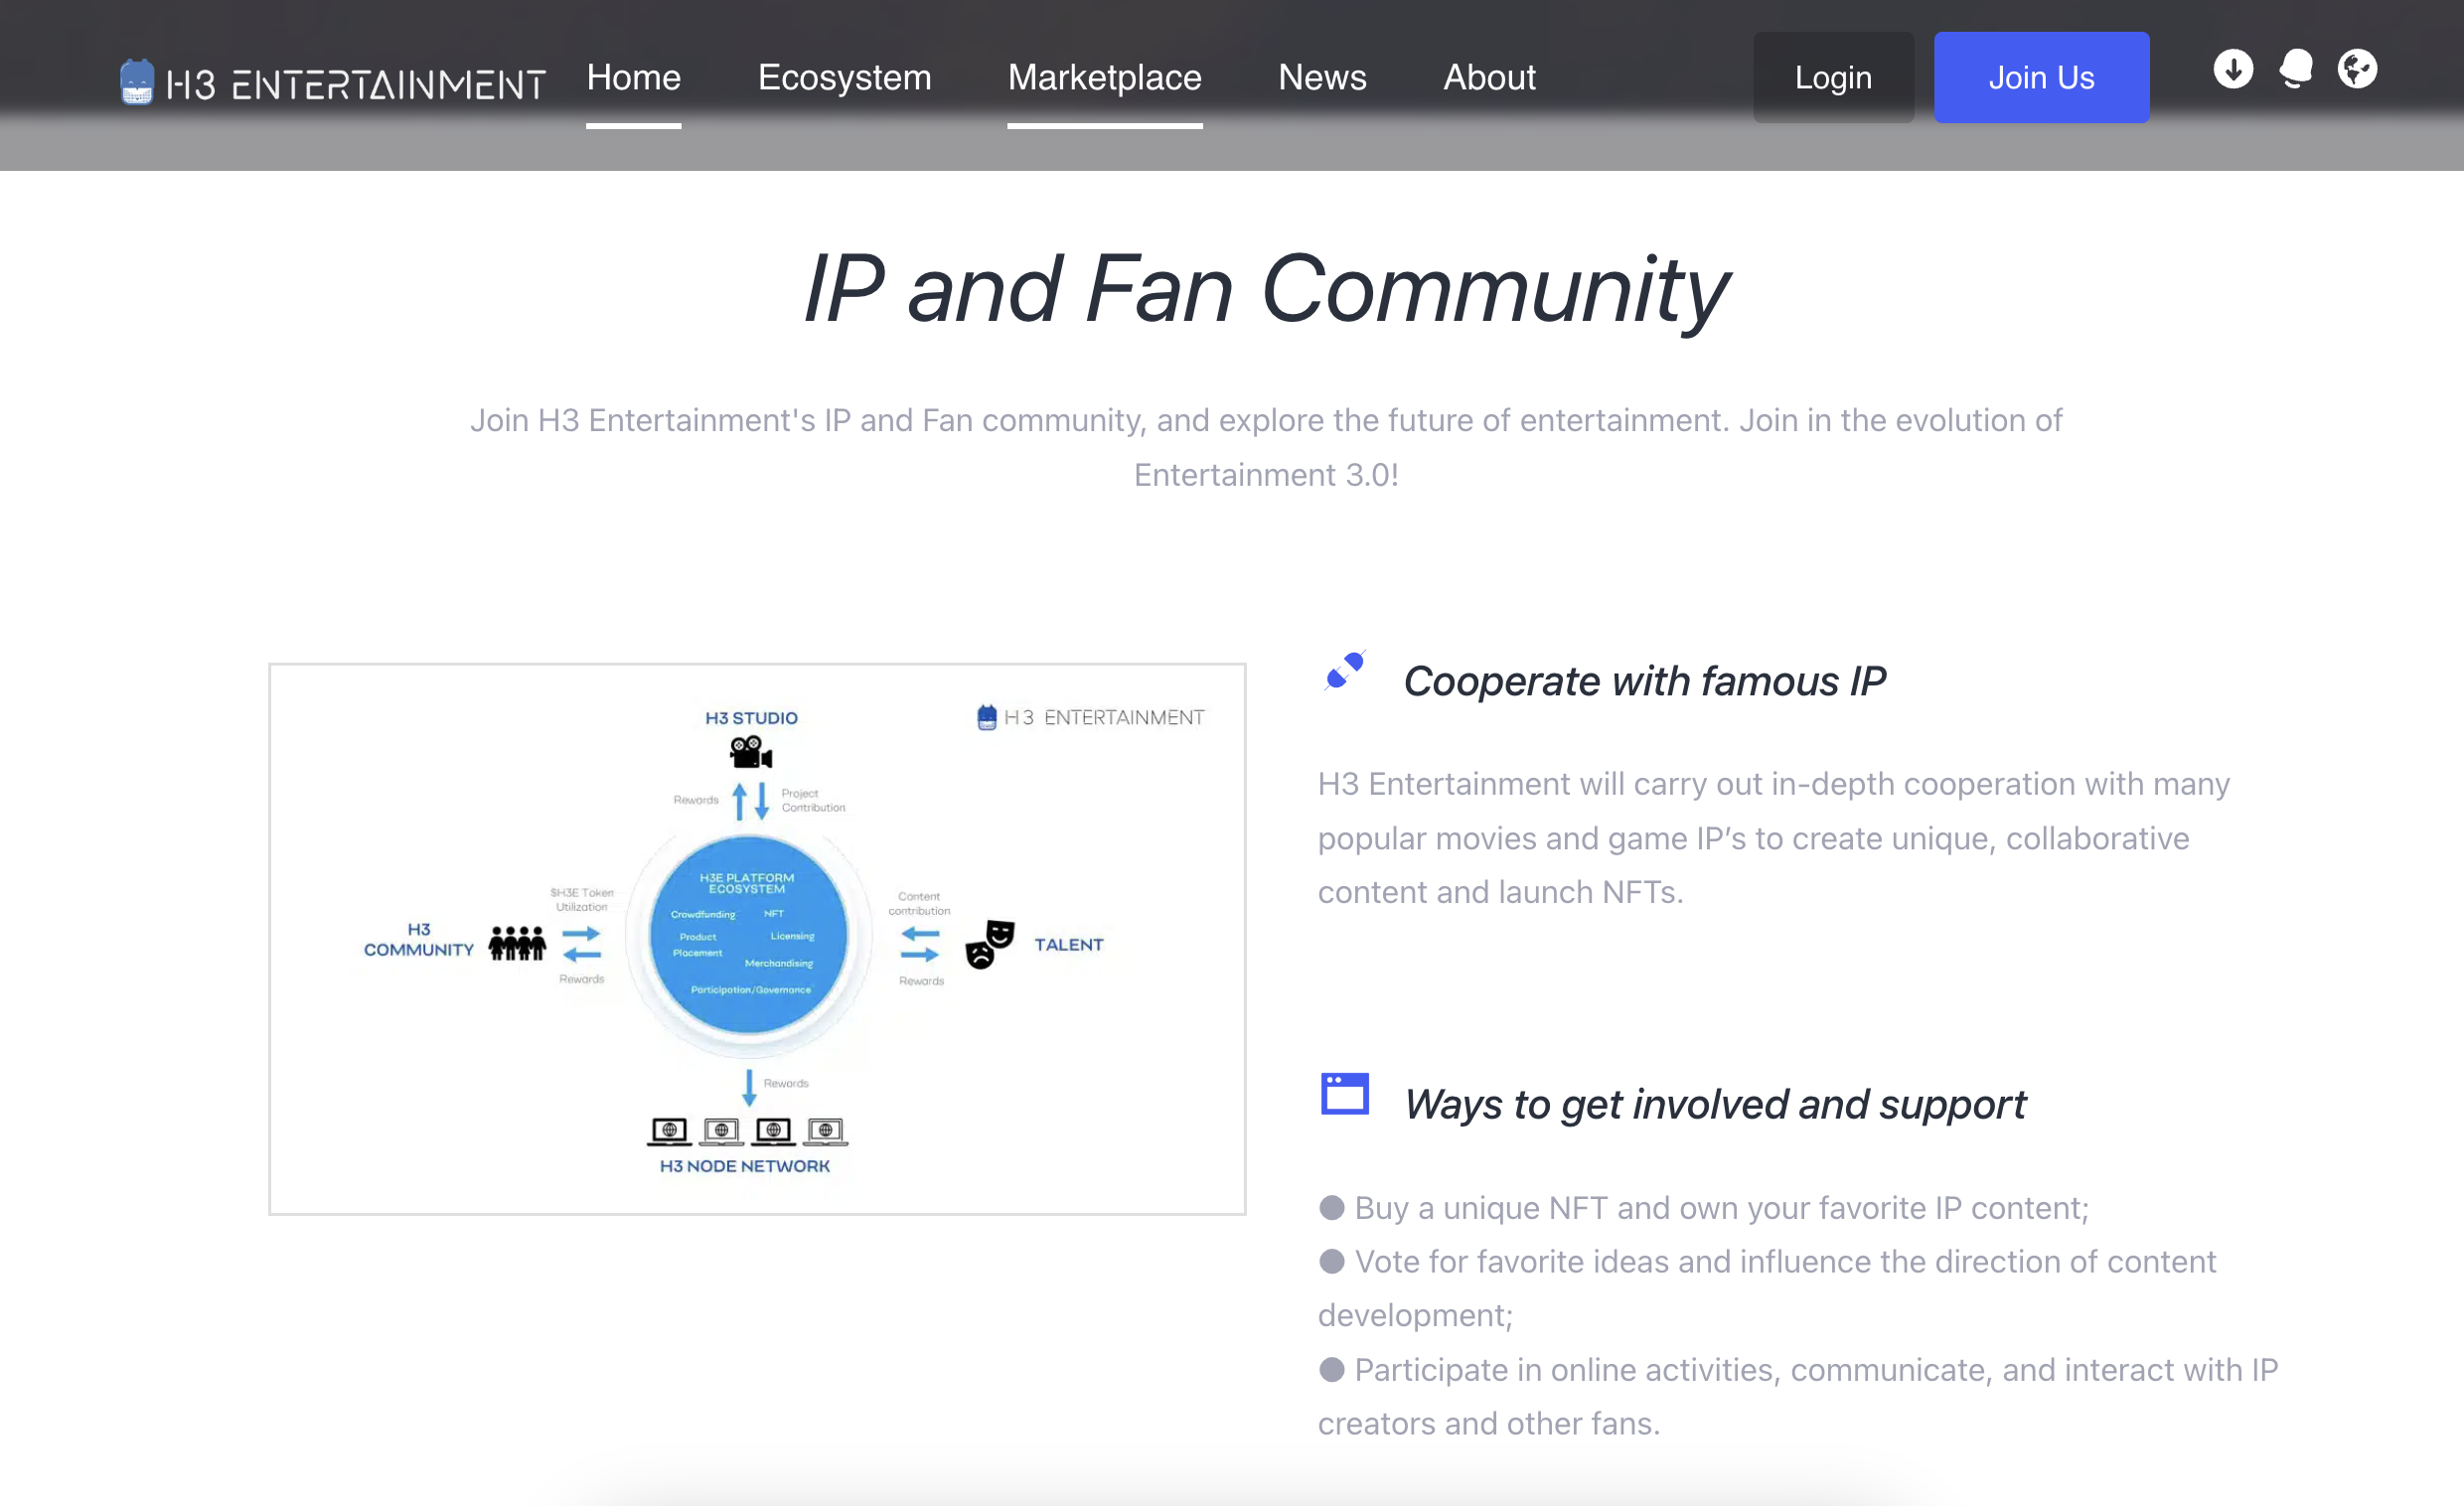 H3 ENTERTAINMENT
Home
Ecosystem
Marketplace
News
About
Login
Join Us
IP and Fan Community
Join H3 Entertainment's IP and Fan community, and explore the future of entertainment. Join in the evolution of
Entertainment 3.0!
H3 STUDIO
H3 ENTERTAINMENT
Rewards
Project
Contribution
H3E PLATFORM
ECOSYSTEM
Crowdfunding
NFT
Product
Placement
Licensing
Merchandising
Participation/Governance
$H3E Token
Utilization
H3
COMMUNITY
Rewards
Content
contribution
TALENT
Rewards
Rewards
H3 NODE NETWORK
Cooperate with famous IP
H3 Entertainment will carry out in-depth cooperation with many
popular movies and game IP’s to create unique, collaborative
content and launch NFTs.
Ways to get involved and support
● Buy a unique NFT and own your favorite IP content;
● Vote for favorite ideas and influence the direction of content
development;
● Participate in online activities, communicate, and interact with IP
creators and other fans.